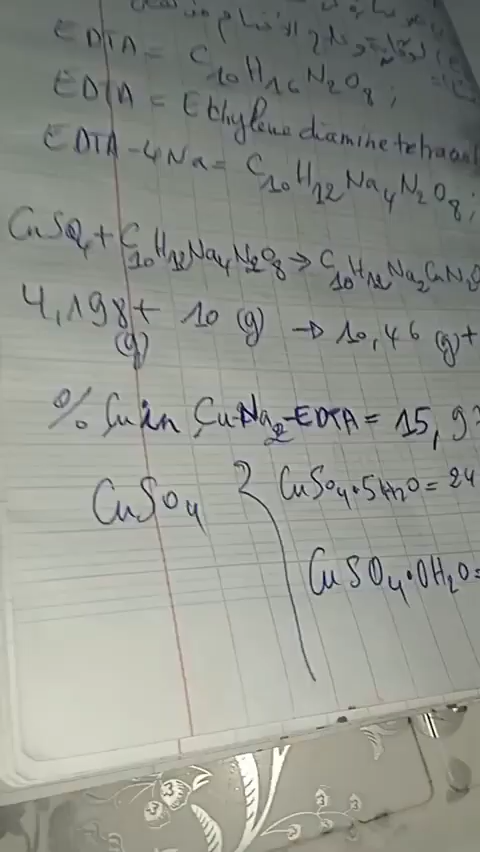 EDTA = C10H16N2O8;
EDTA = Ethylene diamine tetraa
EDTA-4Na = C10H12Na4N2O8;
CuSO4 + C10H12Na4N2O8 → C10H12Na2CuN2O
4,198 + 10 (g) → 10,46 (g) +
(g)
% Cu in Cu-Na2-EDTA = 15,9
CuSO4 CuSO4·5H2O = 24
CuSO4·0H2O =